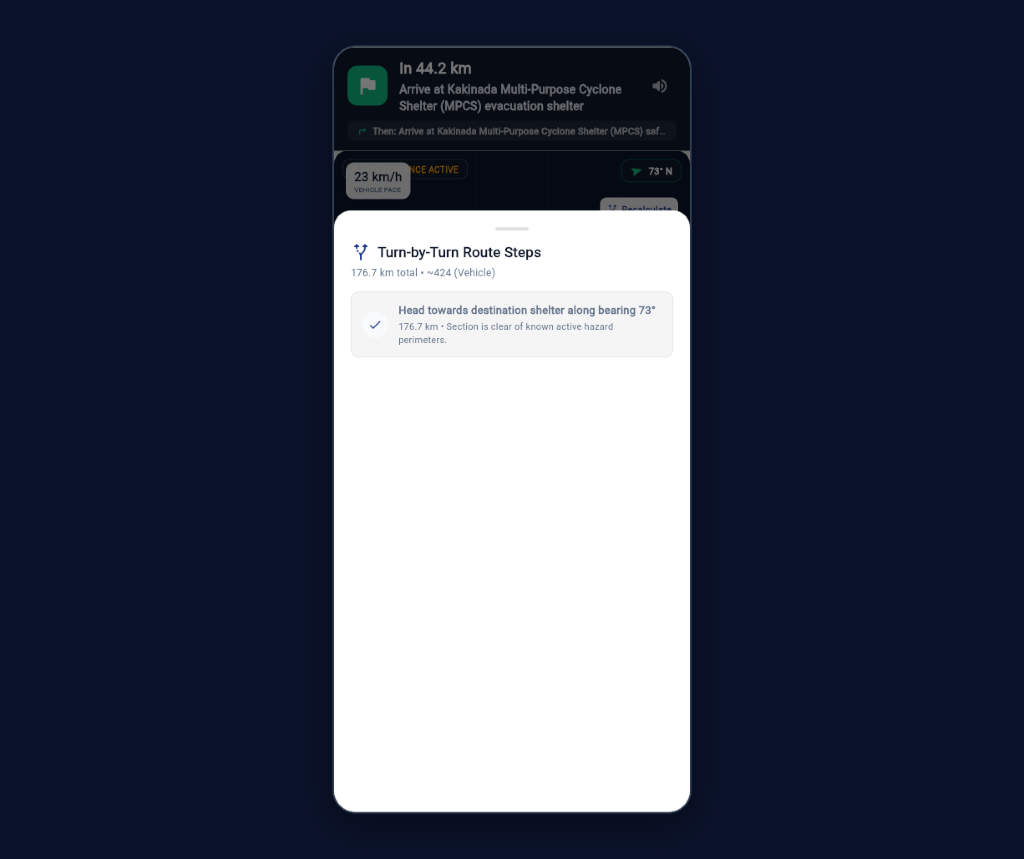 In 44.2 km
Arrive at Kakinada Multi-Purpose Cyclone
Shelter (MPCS) evacuation shelter
Then: Arrive at Kakinada Multi-Purpose Cyclone Shelter (MPCS) saf...
23 km/h
VEHICLE PACE
ACTIVE
73° N
Recalculate
Turn-by-Turn Route Steps
176.7 km total • ~424 (Vehicle)
Head towards destination shelter along bearing 73°
176.7 km • Section is clear of known active hazard
perimeters.